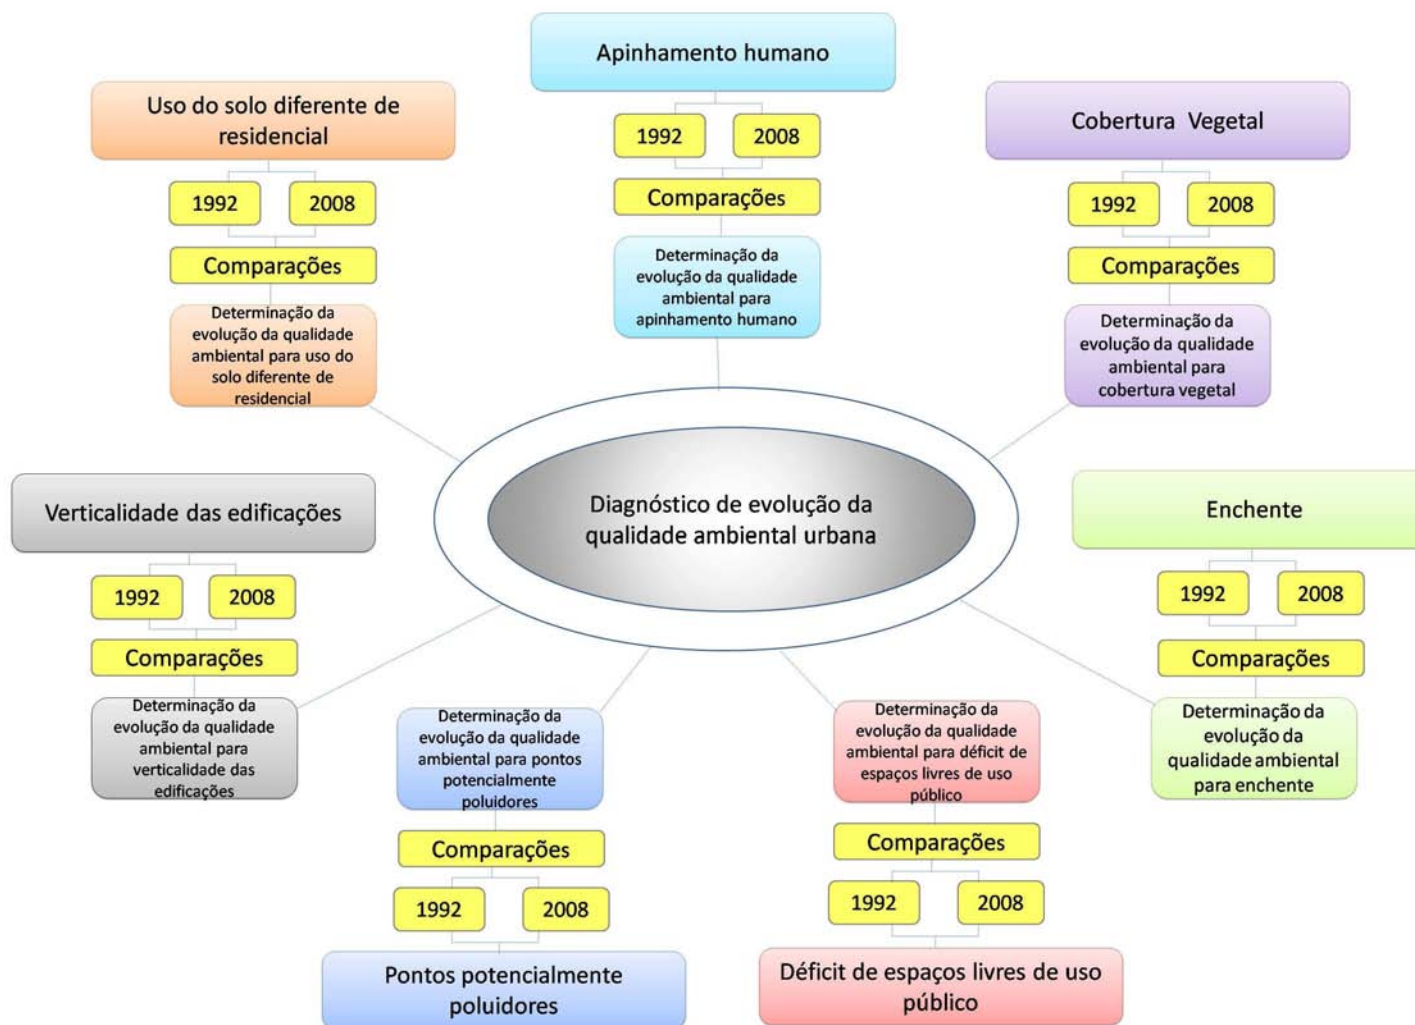 Apinhamento humano
1992
2008
Comparações
Determinação da
evolução da qualidade
ambiental para
apinhamento humano
Uso do solo diferente de
residencial
1992
2008
Comparações
Determinação da
evolução da qualidade
ambiental para uso do
solo diferente de
residencial
Cobertura Vegetal
1992
2008
Comparações
Determinação da
evolução da qualidade
ambiental para
cobertura vegetal
Diagnóstico de evolução da
qualidade ambiental urbana
Verticalidade das edificações
1992
2008
Comparações
Determinação da
evolução da qualidade
ambiental para
verticalidade das
edificações
Enchente
1992
2008
Comparações
Determinação da
evolução da
qualidade ambiental
para enchente
Determinação da
evolução da qualidade
ambiental para pontos
potencialmente
poluidores
Comparações
1992
2008
Pontos potencialmente
poluidores
Determinação da
evolução da qualidade
ambiental para déficit de
espaços livres de uso
público
Comparações
1992
2008
Déficit de espaços livres de uso
público